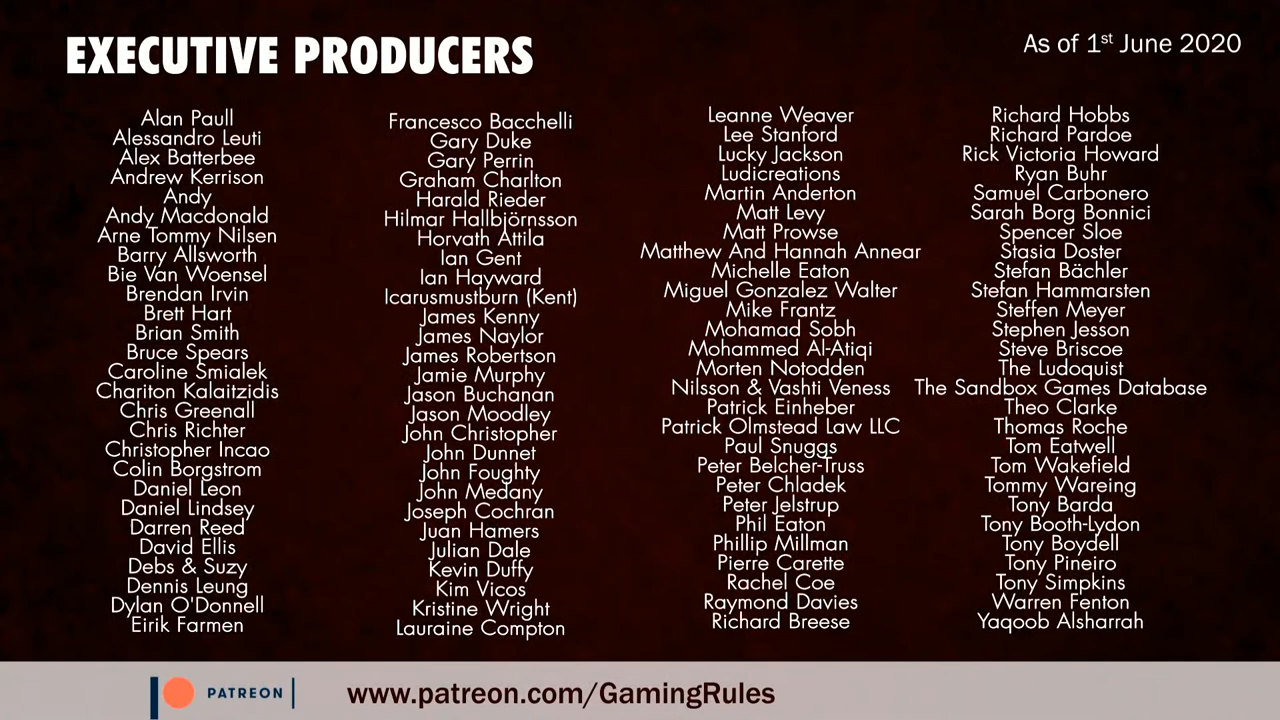 EXECUTIVE PRODUCERS
As of 1st June 2020
Alan Paull
Alessandro Leuti
Alex Batterbee
Andrew Kerrison
Andy
Andy Macdonald
Arne Tommy Nilsen
Barry Allsworth
Bie Van Woensel
Brendan Irvin
Brett Hart
Brian Smith
Bruce Spears
Caroline Smialek
Chariton Kalaitzidis
Chris Greenall
Chris Richter
Christopher Incao
Colin Borgstrom
Daniel Leon
Daniel Lindsey
Darren Reed
David Ellis
Debs & Suzy
Dennis Leung
Dylan O'Donnell
Eirik Farmen
Francesco Bacchelli
Gary Duke
Gary Perrin
Graham Charlton
Harald Rieder
Hilmar Hallbjörnsson
Horvath Attila
Ian Gent
Ian Hayward
Icarusmustburn (Kent)
James Kenny
James Naylor
James Robertson
Jamie Murphy
Jason Buchanan
Jason Moodley
John Christopher
John Dunnet
John Foughty
John Medany
Joseph Cochran
Juan Hamers
Julian Dale
Kevin Duffy
Kim Vicos
Kristine Wright
Lauraine Compton
Leanne Weaver
Lee Stanford
Lucky Jackson
Ludicreations
Martin Anderton
Matt Levy
Matt Prowse
Matthew And Hannah Annear
Michelle Eaton
Miguel Gonzalez Walter
Mike Frantz
Mohamad Sobh
Mohammed Al-Atiqi
Morten Notodden
Nilsson & Vashti Veness
Patrick Einheber
Patrick Olmstead Law LLC
Paul Snuggs
Peter Belcher-Truss
Peter Chladek
Peter Jelstrup
Phil Eaton
Phillip Millman
Pierre Carette
Rachel Coe
Raymond Davies
Richard Breese
Richard Hobbs
Richard Pardoe
Rick Victoria Howard
Ryan Buhr
Samuel Carbonero
Sarah Borg Bonnici
Spencer Sloe
Stasia Doster
Stefan Bächler
Stefan Hammarsten
Steffen Meyer
Stephen Jesson
Steve Briscoe
The Ludoquist
The Sandbox Games Database
Theo Clarke
Thomas Roche
Tom Eatwell
Tom Wakefield
Tommy Wareing
Tony Barda
Tony Booth-Lydon
Tony Boydell
Tony Pineiro
Tony Simpkins
Warren Fenton
Yaqoob Alsharrah
PATREON
www.patreon.com/GamingRules